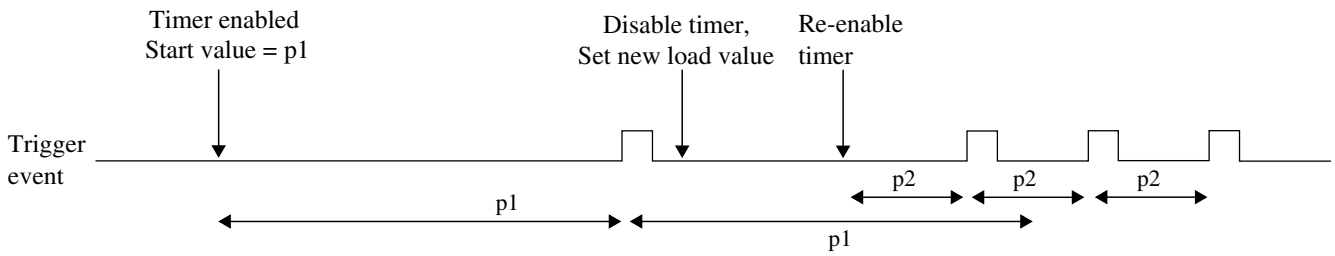 Timer enabled
Start value = p1
Disable timer,
Set new load value
Re-enable
timer
Trigger
event
p1
p1
p2
p2
p2